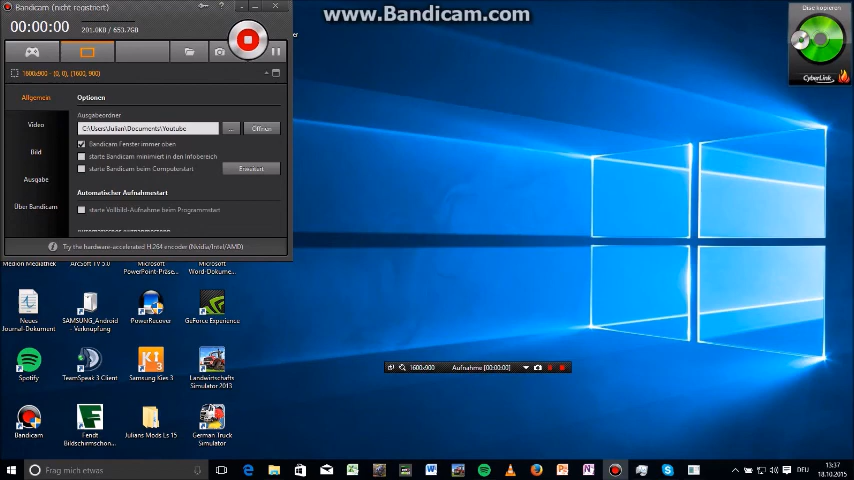 www.Bandicam.com
Bandicam (nicht registriert)
00:00:00
201.0KB / 653.7GB
1600x900 - (0, 0), (1600, 900)
Allgemein
Video
Bild
Ausgabe
Über Bandicam
Optionen
Ausgabeordner
C:\Users\Julian\Documents\Youtube
...
Öffnen
Bandicam Fenster immer oben
starte Bandicam minimiert in den Infobereich
starte Bandicam beim Computerstart
Erweitert
Automatischer Aufnahmestart
starte Vollbild-Aufnahme beim Programmstart
Try the hardware-accelerated H.264 encoder (Nvidia/Intel/AMD)
Disc kopieren
CyberLink
Medion Mediathek
ArcSoft TV 5.0
Microsoft
PowerPoint-Präse...
Microsoft
Word-Dokume...
Neues
Journal-Dokument
SAMSUNG_Android
- Verknüpfung
PowerRecover
GeForce Experience
Spotify
TeamSpeak 3 Client
Samsung Kies 3
Landwirtschafts
Simulator 2013
Bandicam
Fendt
Bildschirmschon...
Julians Mods Ls 15
German Truck
Simulator
1600x900
Aufnahme [00:00:00]
Frag mich etwas
DEU
13:37
18.10.2015